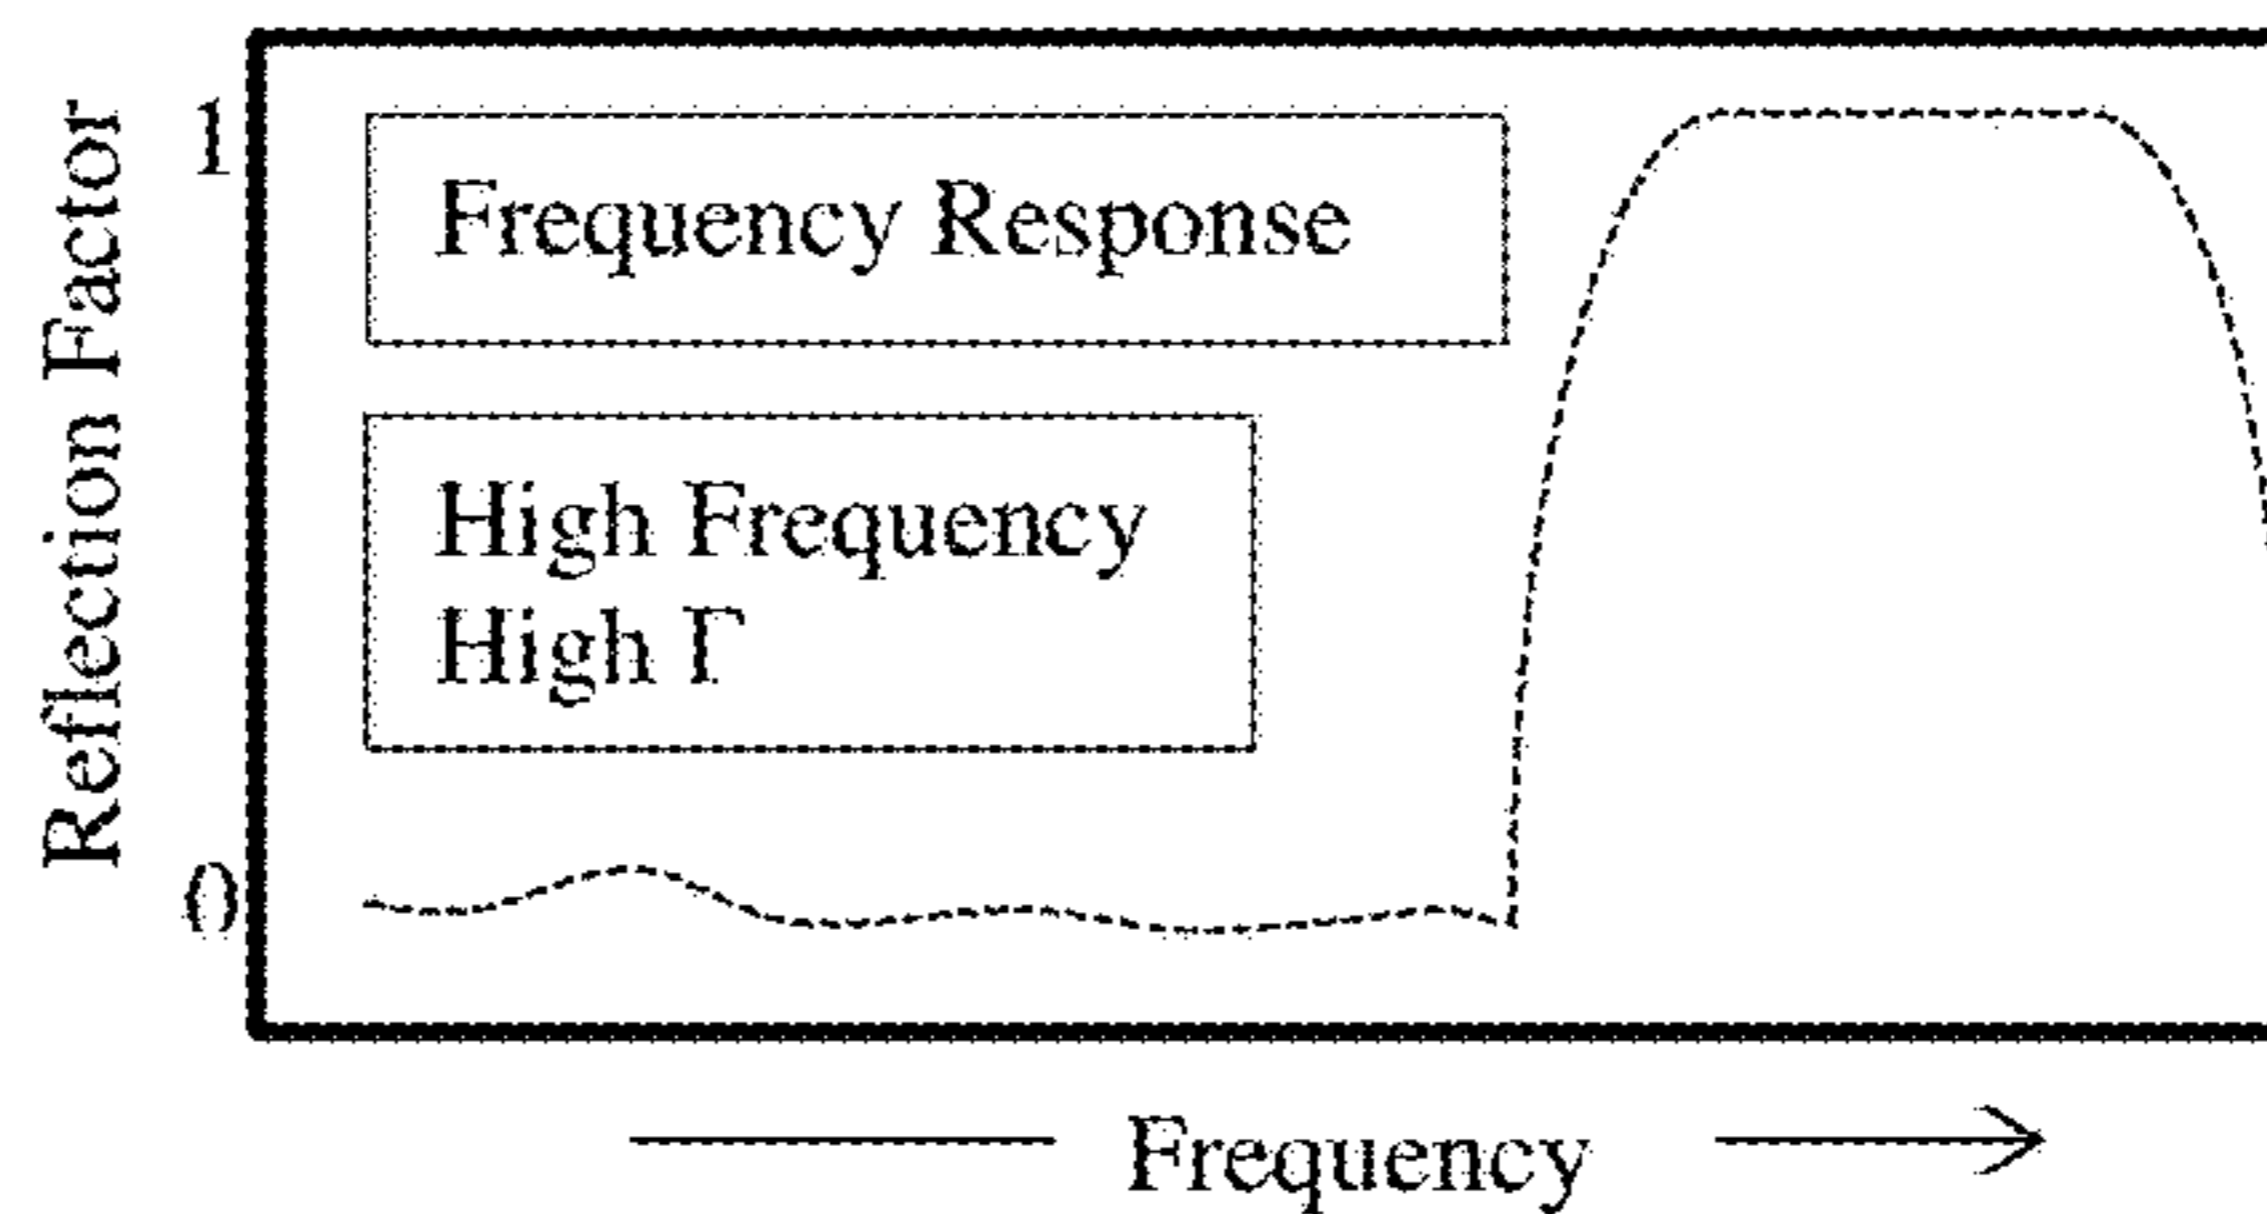 Reflection Factor
1
0
Frequency Response
High Frequency
High Γ
Frequency